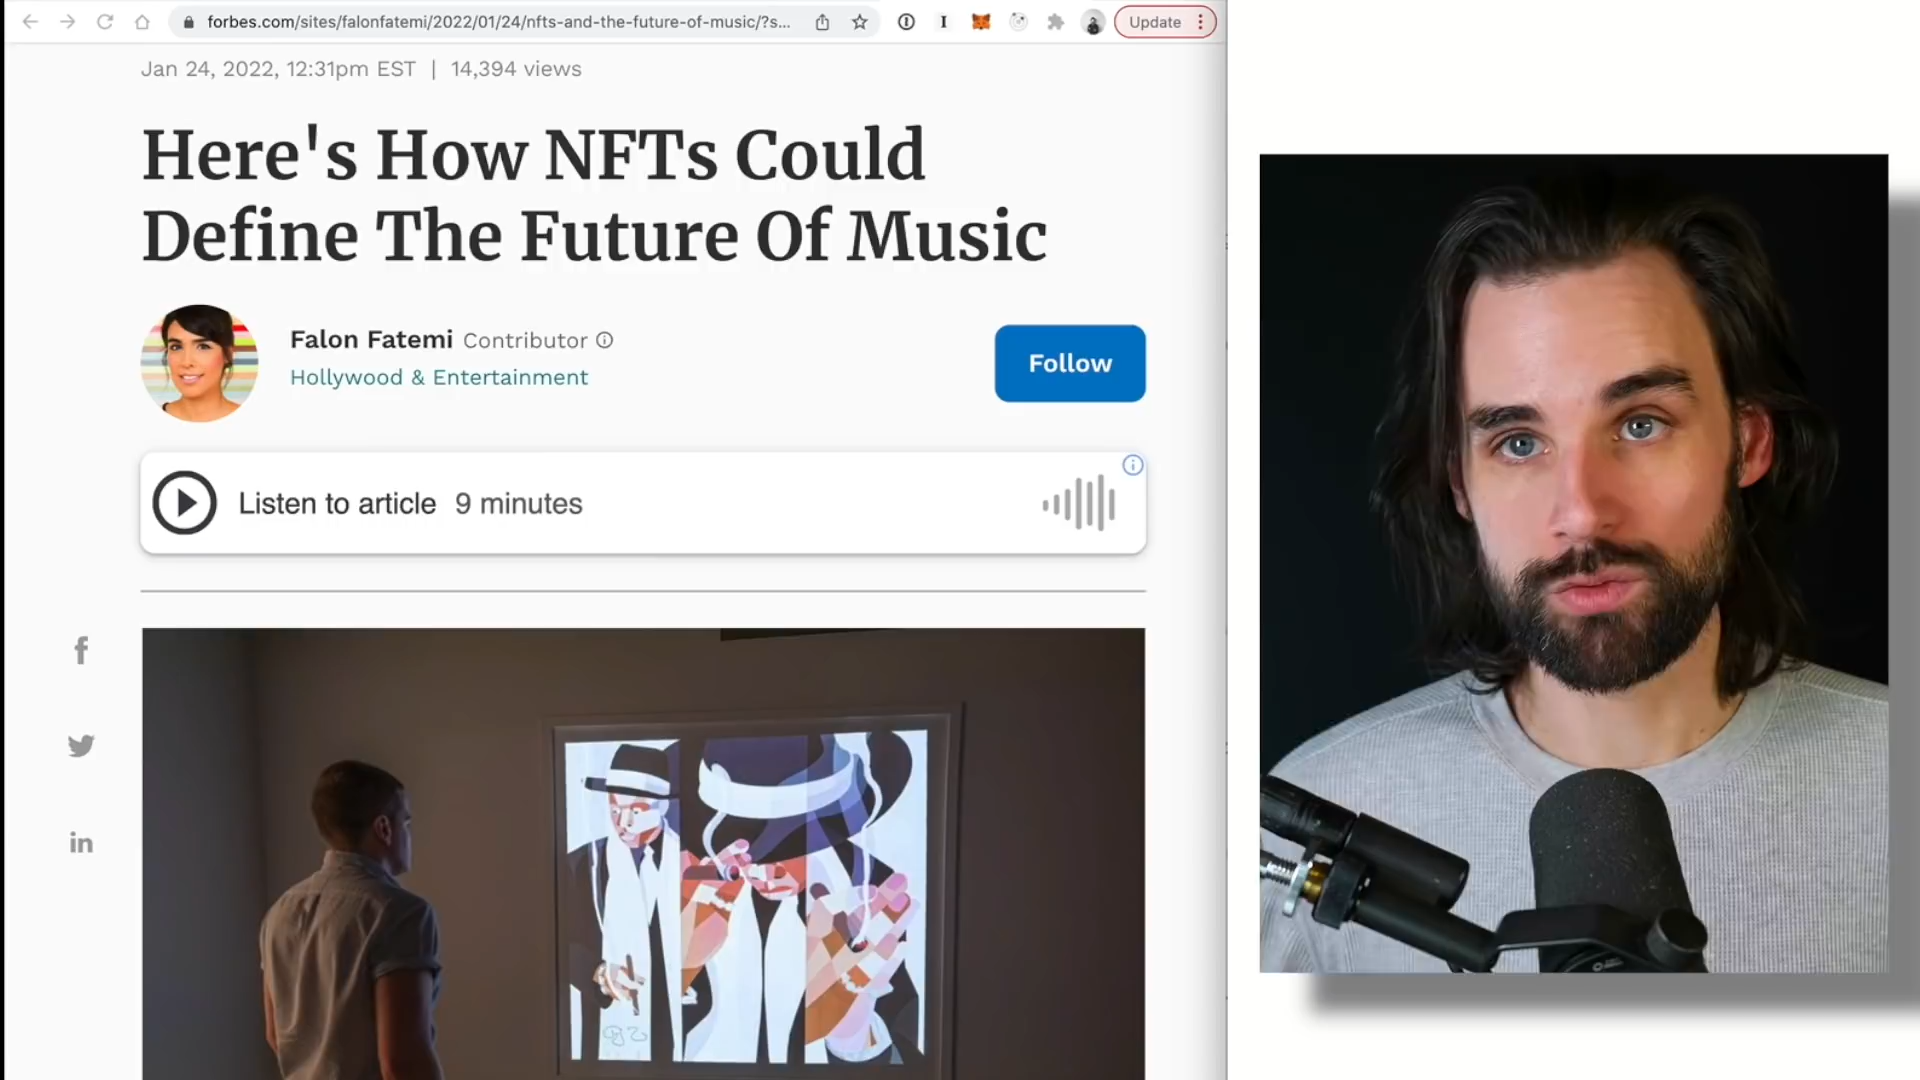 forbes.com/sites/falonfatemi/2022/01/24/nfts-and-the-future-of-music/?s...
Update
Jan 24, 2022, 12:31pm EST | 14,394 views
Here's How NFTs Could
Define The Future Of Music
Falon Fatemi Contributor
Hollywood & Entertainment
Follow
Listen to article 9 minutes